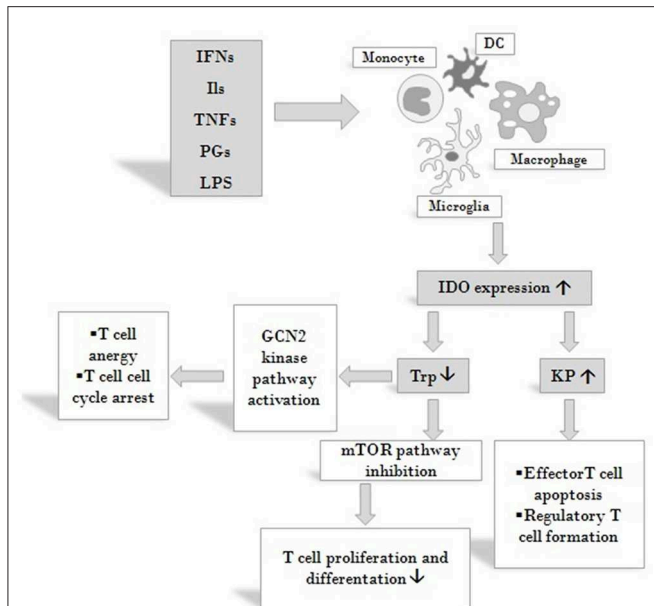 IFNs
Ils
TNFs
PGs
LPS
DC
Monocyte
Macrophage
Microglia
IDO expression ↑
▪T cell
anergy
▪T cell cell
cycle arrest
GCN2
kinase
pathway
activation
Trp ↓
KP ↑
mTOR pathway
inhibition
▪EffectorT cell
apoptosis
▪Regulatory T
cell formation
T cell proliferation and
differentation ↓